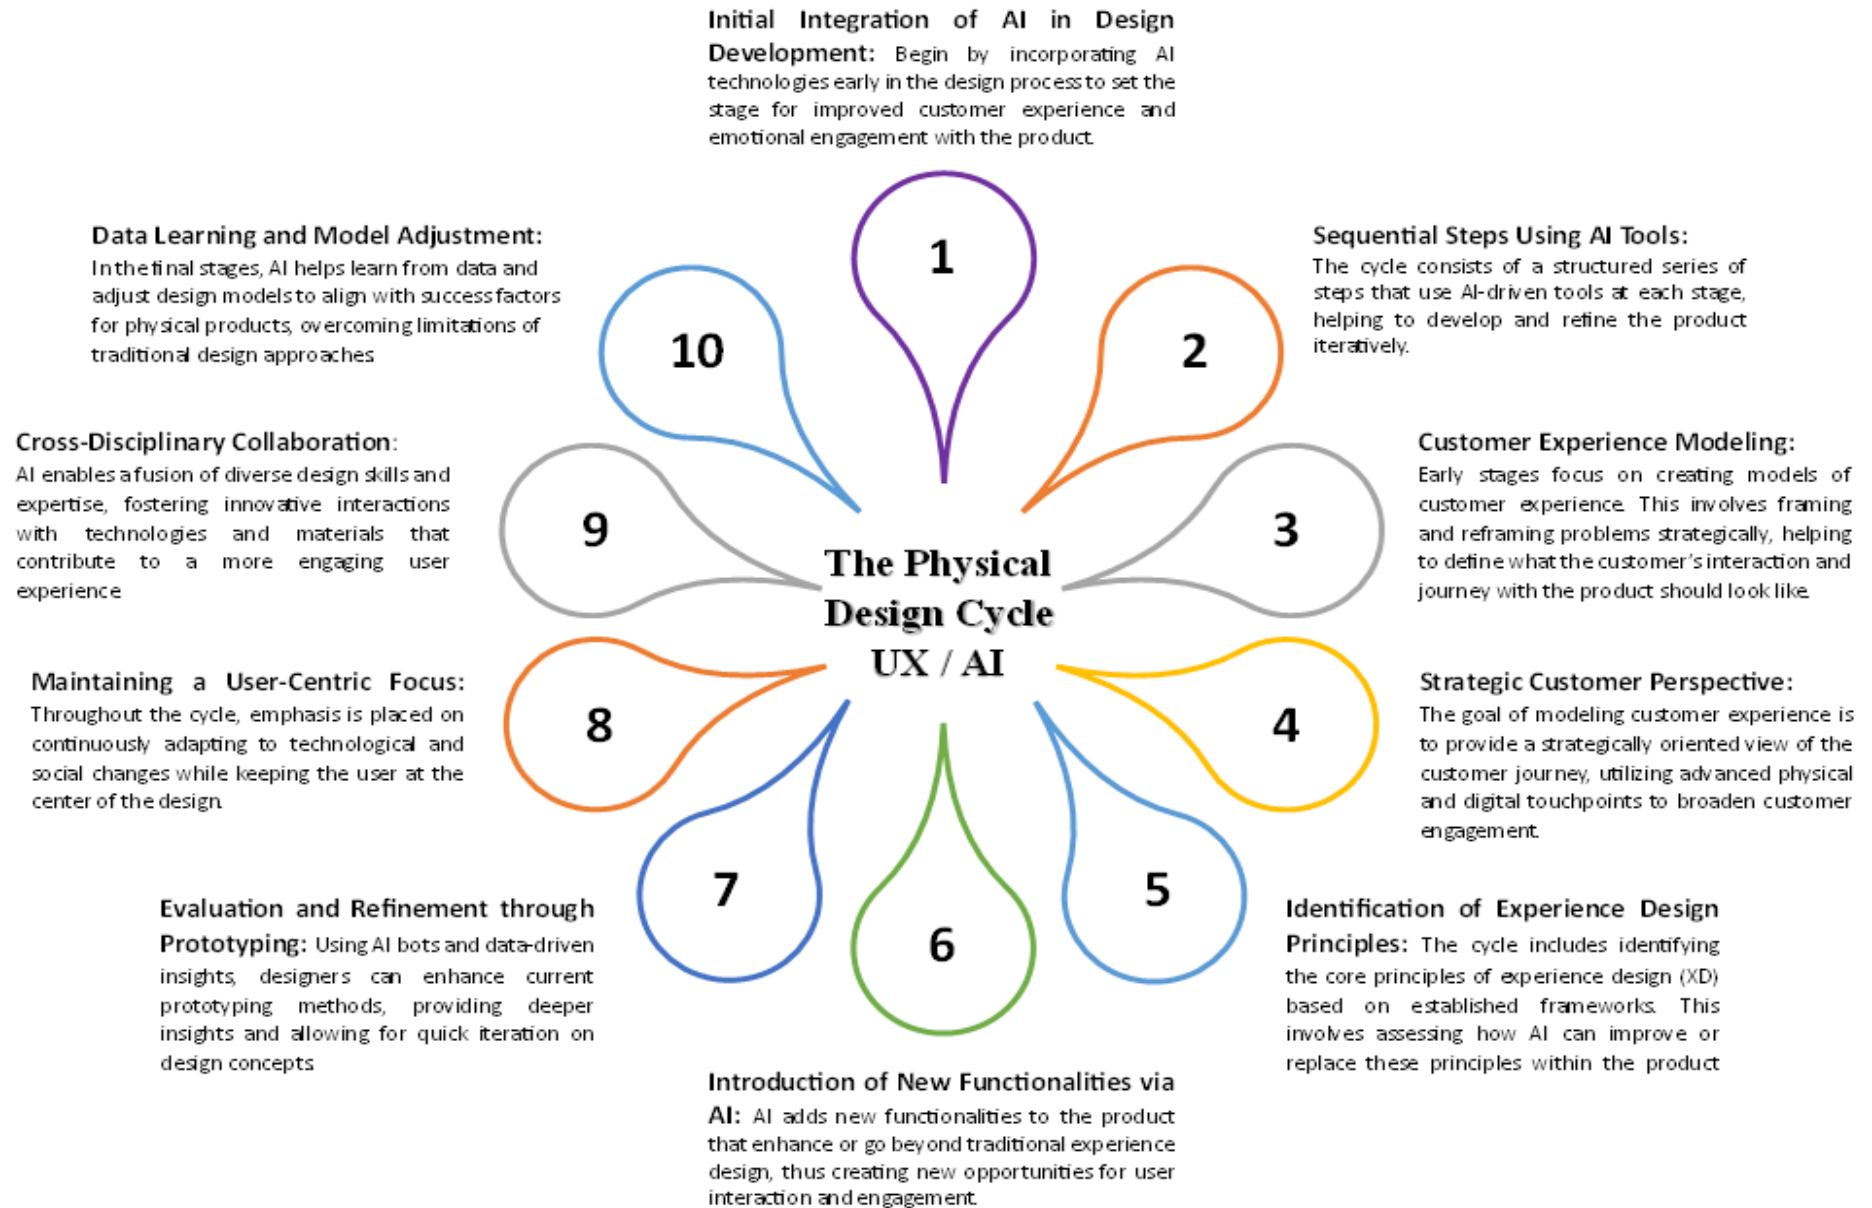 Initial Integration of AI in Design
Development: Begin by incorporating AI
technologies early in the design process to set the
stage for improved customer experience and
emotional engagement with the product.
1
Sequential Steps Using AI Tools:
The cycle consists of a structured series of
steps that use AI-driven tools at each stage,
helping to develop and refine the product
iteratively.
2
Customer Experience Modeling:
Early stages focus on creating models of
customer experience. This involves framing
and reframing problems strategically, helping
to define what the customer's interaction and
journey with the product should look like.
3
Strategic Customer Perspective:
The goal of modeling customer experience is
to provide a strategically oriented view of the
customer journey, utilizing advanced physical
and digital touchpoints to broaden customer
engagement.
4
Identification of Experience Design
Principles: The cycle includes identifying
the core principles of experience design (XD)
based on established frameworks. This
involves assessing how AI can improve or
replace these principles within the product
5
Introduction of New Functionalities via
AI: AI adds new functionalities to the product
that enhance or go beyond traditional experience
design, thus creating new opportunities for user
interaction and engagement.
6
Evaluation and Refinement through
Prototyping: Using AI bots and data-driven
insights, designers can enhance current
prototyping methods, providing deeper
insights and allowing for quick iteration on
design concepts.
7
Maintaining a User-Centric Focus:
Throughout the cycle, emphasis is placed on
continuously adapting to technological and
social changes while keeping the user at the
center of the design.
8
Cross-Disciplinary Collaboration:
AI enables a fusion of diverse design skills and
expertise, fostering innovative interactions
with technologies and materials that
contribute to a more engaging user
experience
9
Data Learning and Model Adjustment:
In the final stages, AI helps learn from data and
adjust design models to align with success factors
for physical products, overcoming limitations of
traditional design approaches.
10
The Physical
Design Cycle
UX / AI